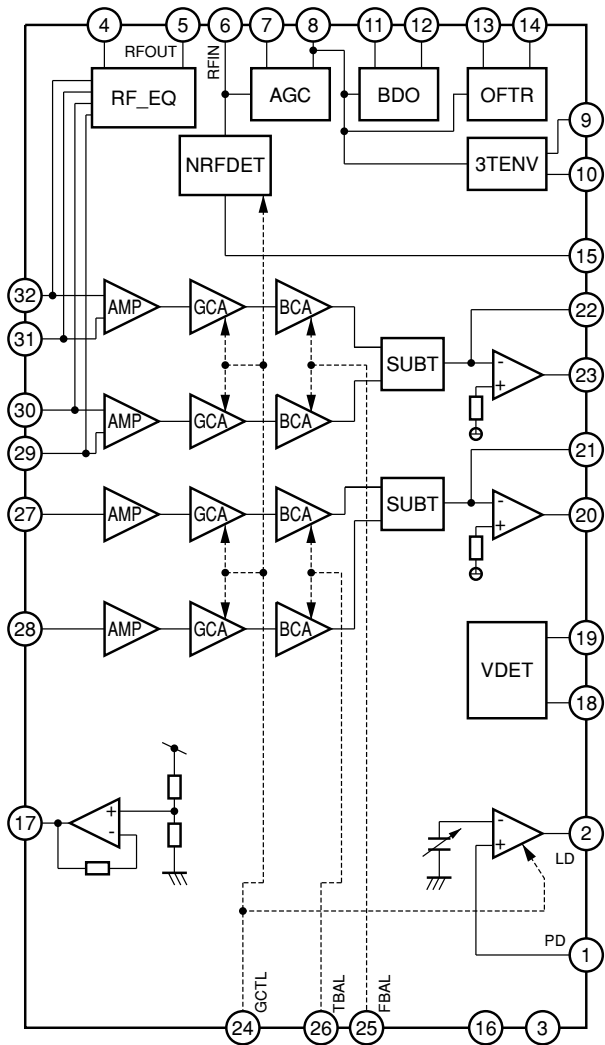 4 5 6 7 8 11 12 13 14
RFOUT RFIN
RF_EQ AGC BDO OFTR
9
NRFDET 3TENV
10
15
32 AMP GCA BCA 22
31 SUBT - + 23
30 AMP GCA BCA
29 21
27 AMP GCA BCA SUBT - + 20
28 AMP GCA BCA
19
VDET
18
17 + - - + 2
LD
PD
1
GCTL TBAL FBAL
24 26 25 16 3